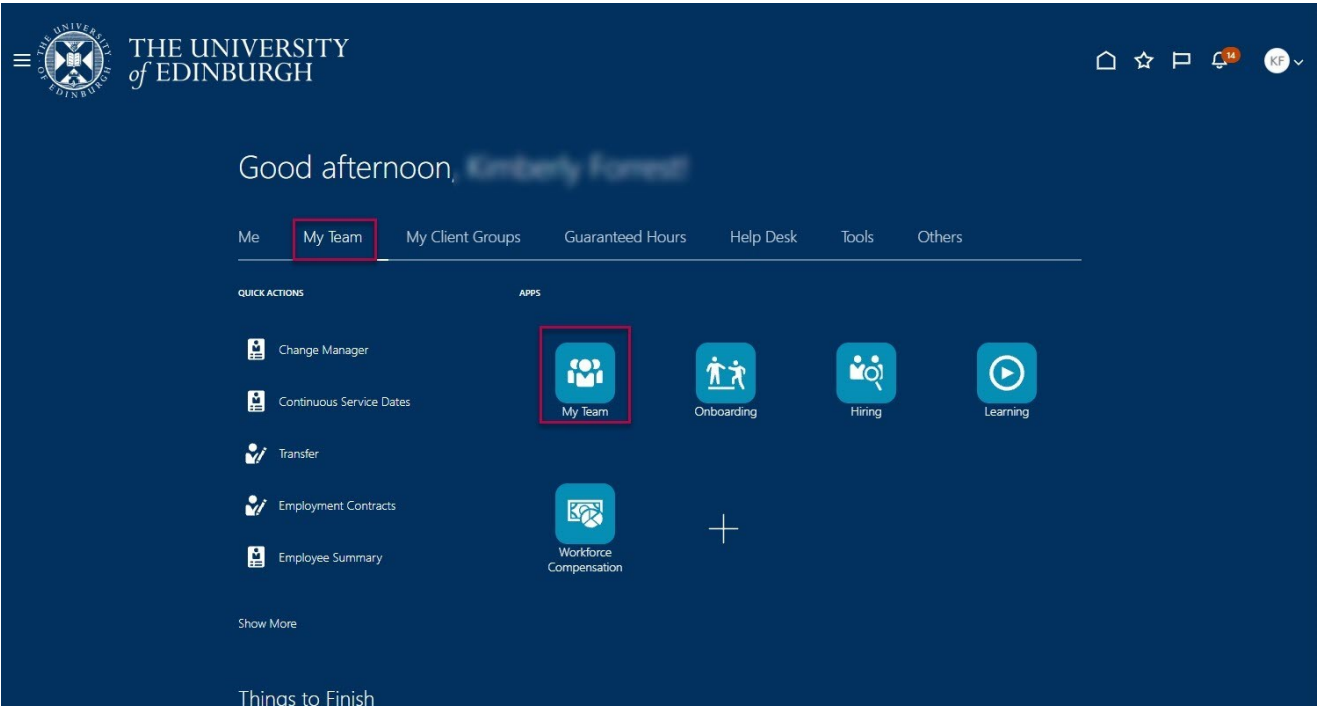 THE UNIVERSITY
of EDINBURGH
14
KF
Good afternoon,
Me My Team My Client Groups Guaranteed Hours Help Desk Tools Others
QUICK ACTIONS APPS
Change Manager
Continuous Service Dates
My Team Onboarding Hiring Learning
Transfer
Employment Contracts
Employee Summary
Workforce
Compensation
Show More
Things to Finish